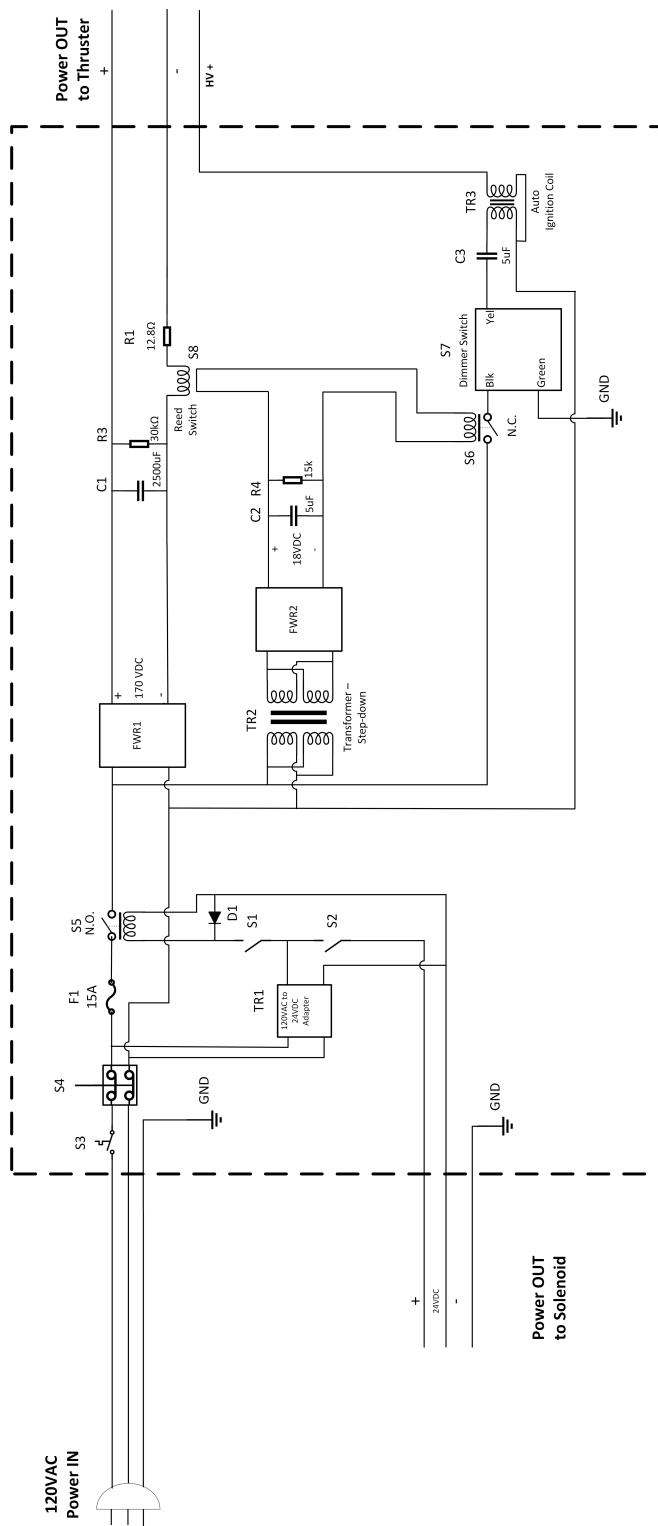 120VAC
Power IN
Power OUT
to Solenoid
+
24VDC
-
GND
S3
S4
GND
F1
15A
S5
N.O.
TR1
120VAC to
24VDC
Adapter
D1
S1
S2
FWR1
+
170 VDC
-
TR2
Transformer –
Step-down
FWR2
+
18VDC
-
C2
5uF
R4
15k
C1
2500uF
R3
30kΩ
Reed
Switch
S8
R1
12.8Ω
S6
N.C.
S7
Dimmer Switch
Blk
Yel
Green
GND
C3
5uF
TR3
Auto
Ignition Coil
Power OUT
to Thruster
+
-
HV +